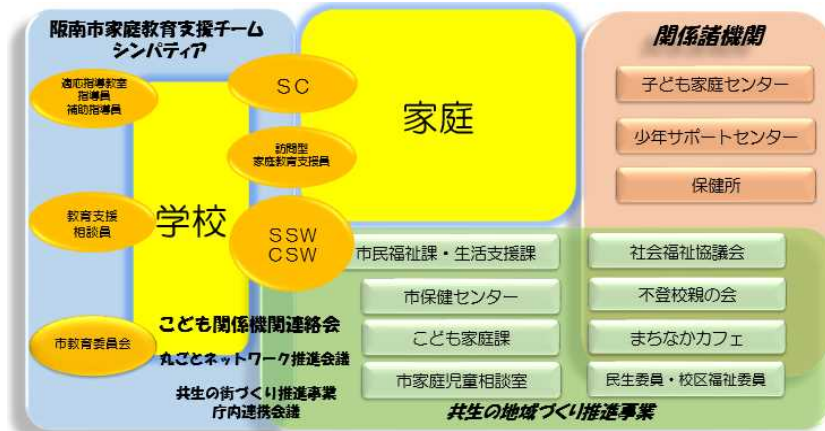 阪南市家庭教育支援チーム
シンパティア
適応指導教室
指導員
補助指導員
教育支援
相談員
市教育委員会
学校
SC
訪問型
家庭教育支援員
SSW
CSW
家庭
関係諸機関
子ども家庭センター
少年サポートセンター
保健所
市民福祉課・生活支援課
市保健センター
こども家庭課
市家庭児童相談室
社会福祉協議会
不登校親の会
まちなかカフェ
民生委員・校区福祉委員
こども関係機関連絡会
丸ごとネットワーク推進会議
共生の街づくり推進事業
庁内連携会議
共生の地域づくり推進事業